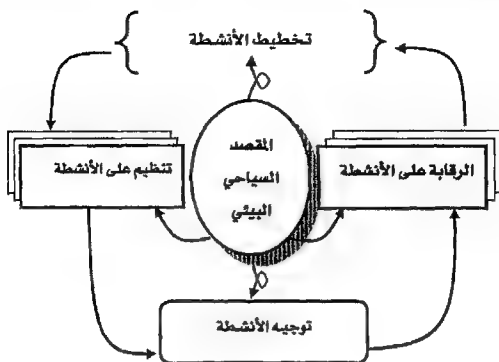 تخطيط الأنشطة
المقصد
السياحي
البيئي
الرقابة على الأنشطة
تنظيم على الأنشطة
توجيه الأنشطة